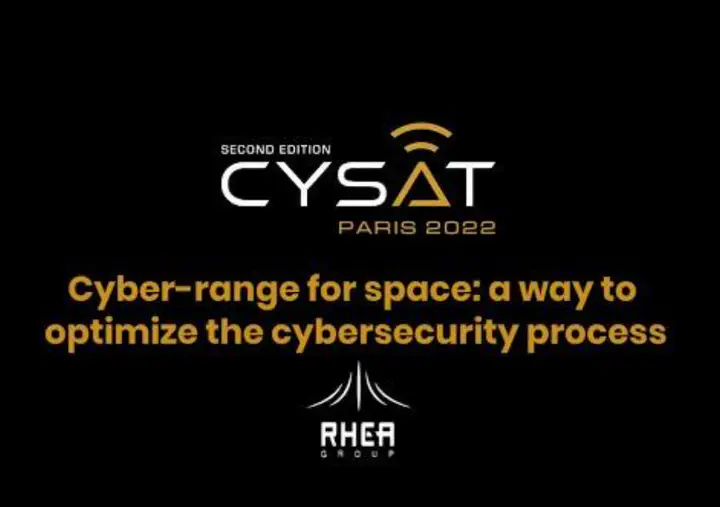 SECOND EDITION
CYSAT
PARIS 2022
Cyber-range for space: a way to
optimize the cybersecurity process
RHEA
GROUP